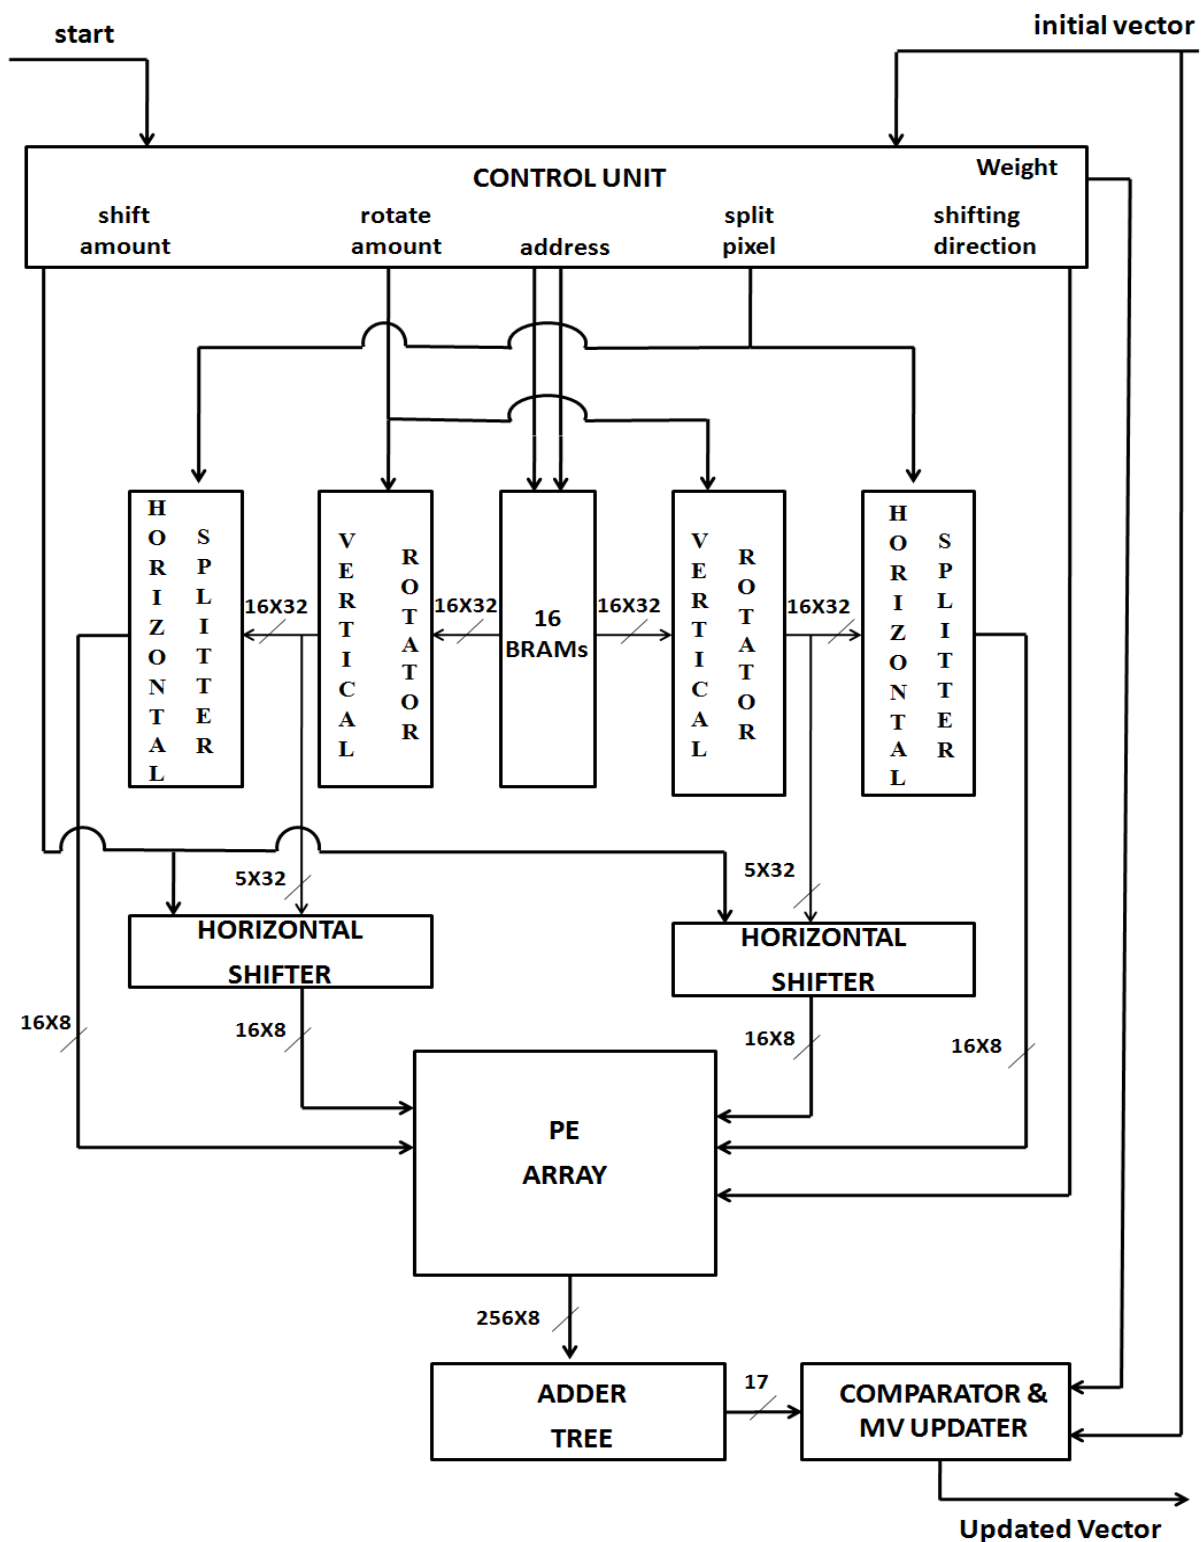 start
initial vector
CONTROL UNIT
Weight
shift
amount
rotate
amount
address
split
pixel
shifting
direction
HORIZONTAL
SPLITTER
16X32
VERTICAL
ROTATOR
16X32
16
BRAMs
16X32
VERTICAL
ROTATOR
16X32
HORIZONTAL
SPLITTER
5X32
5X32
HORIZONTAL
SHIFTER
HORIZONTAL
SHIFTER
16X8
16X8
16X8
16X8
PE
ARRAY
256X8
ADDER
TREE
17
COMPARATOR &
MV UPDATER
Updated Vector